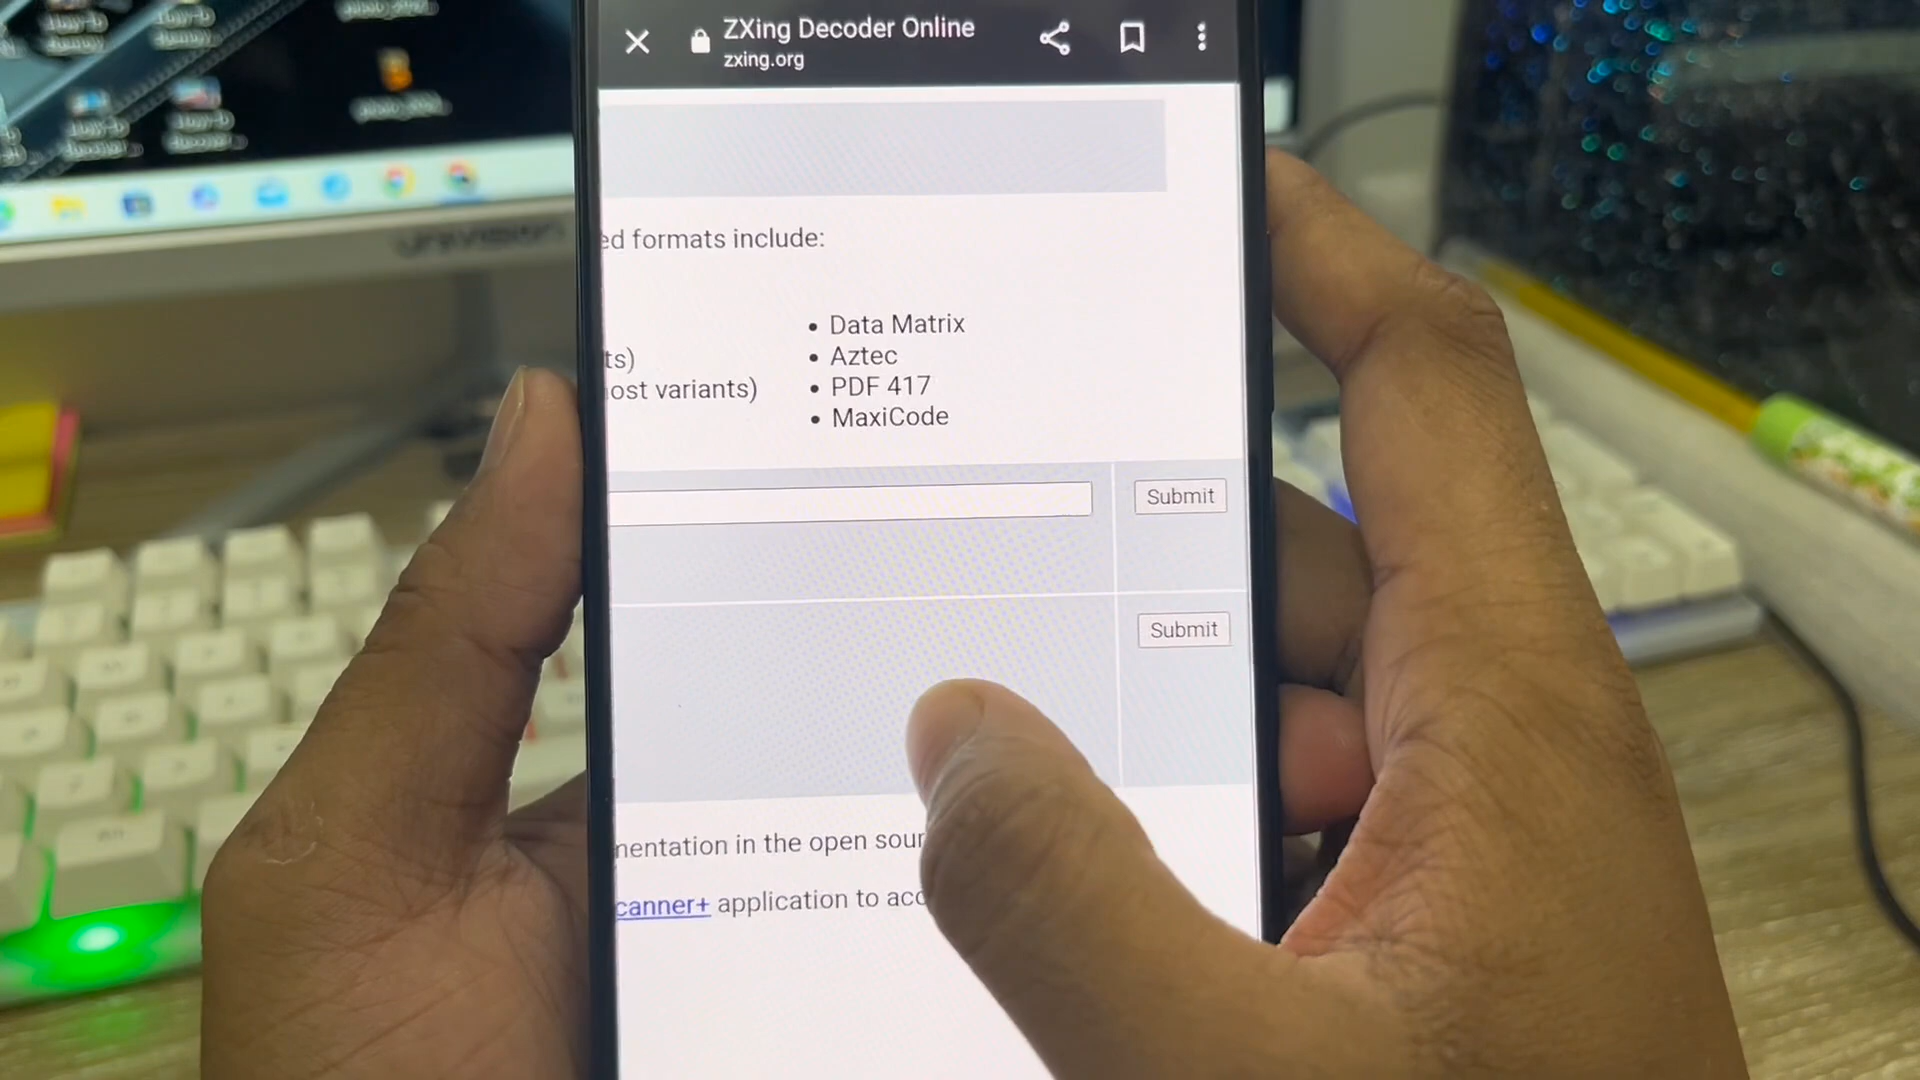 ZXing Decoder Online
zxing.org
ed formats include:
Data Matrix
ts)
Aztec
ost variants)
PDF 417
MaxiCode
Submit
Submit
mentation in the open sour
canner+ application to acc